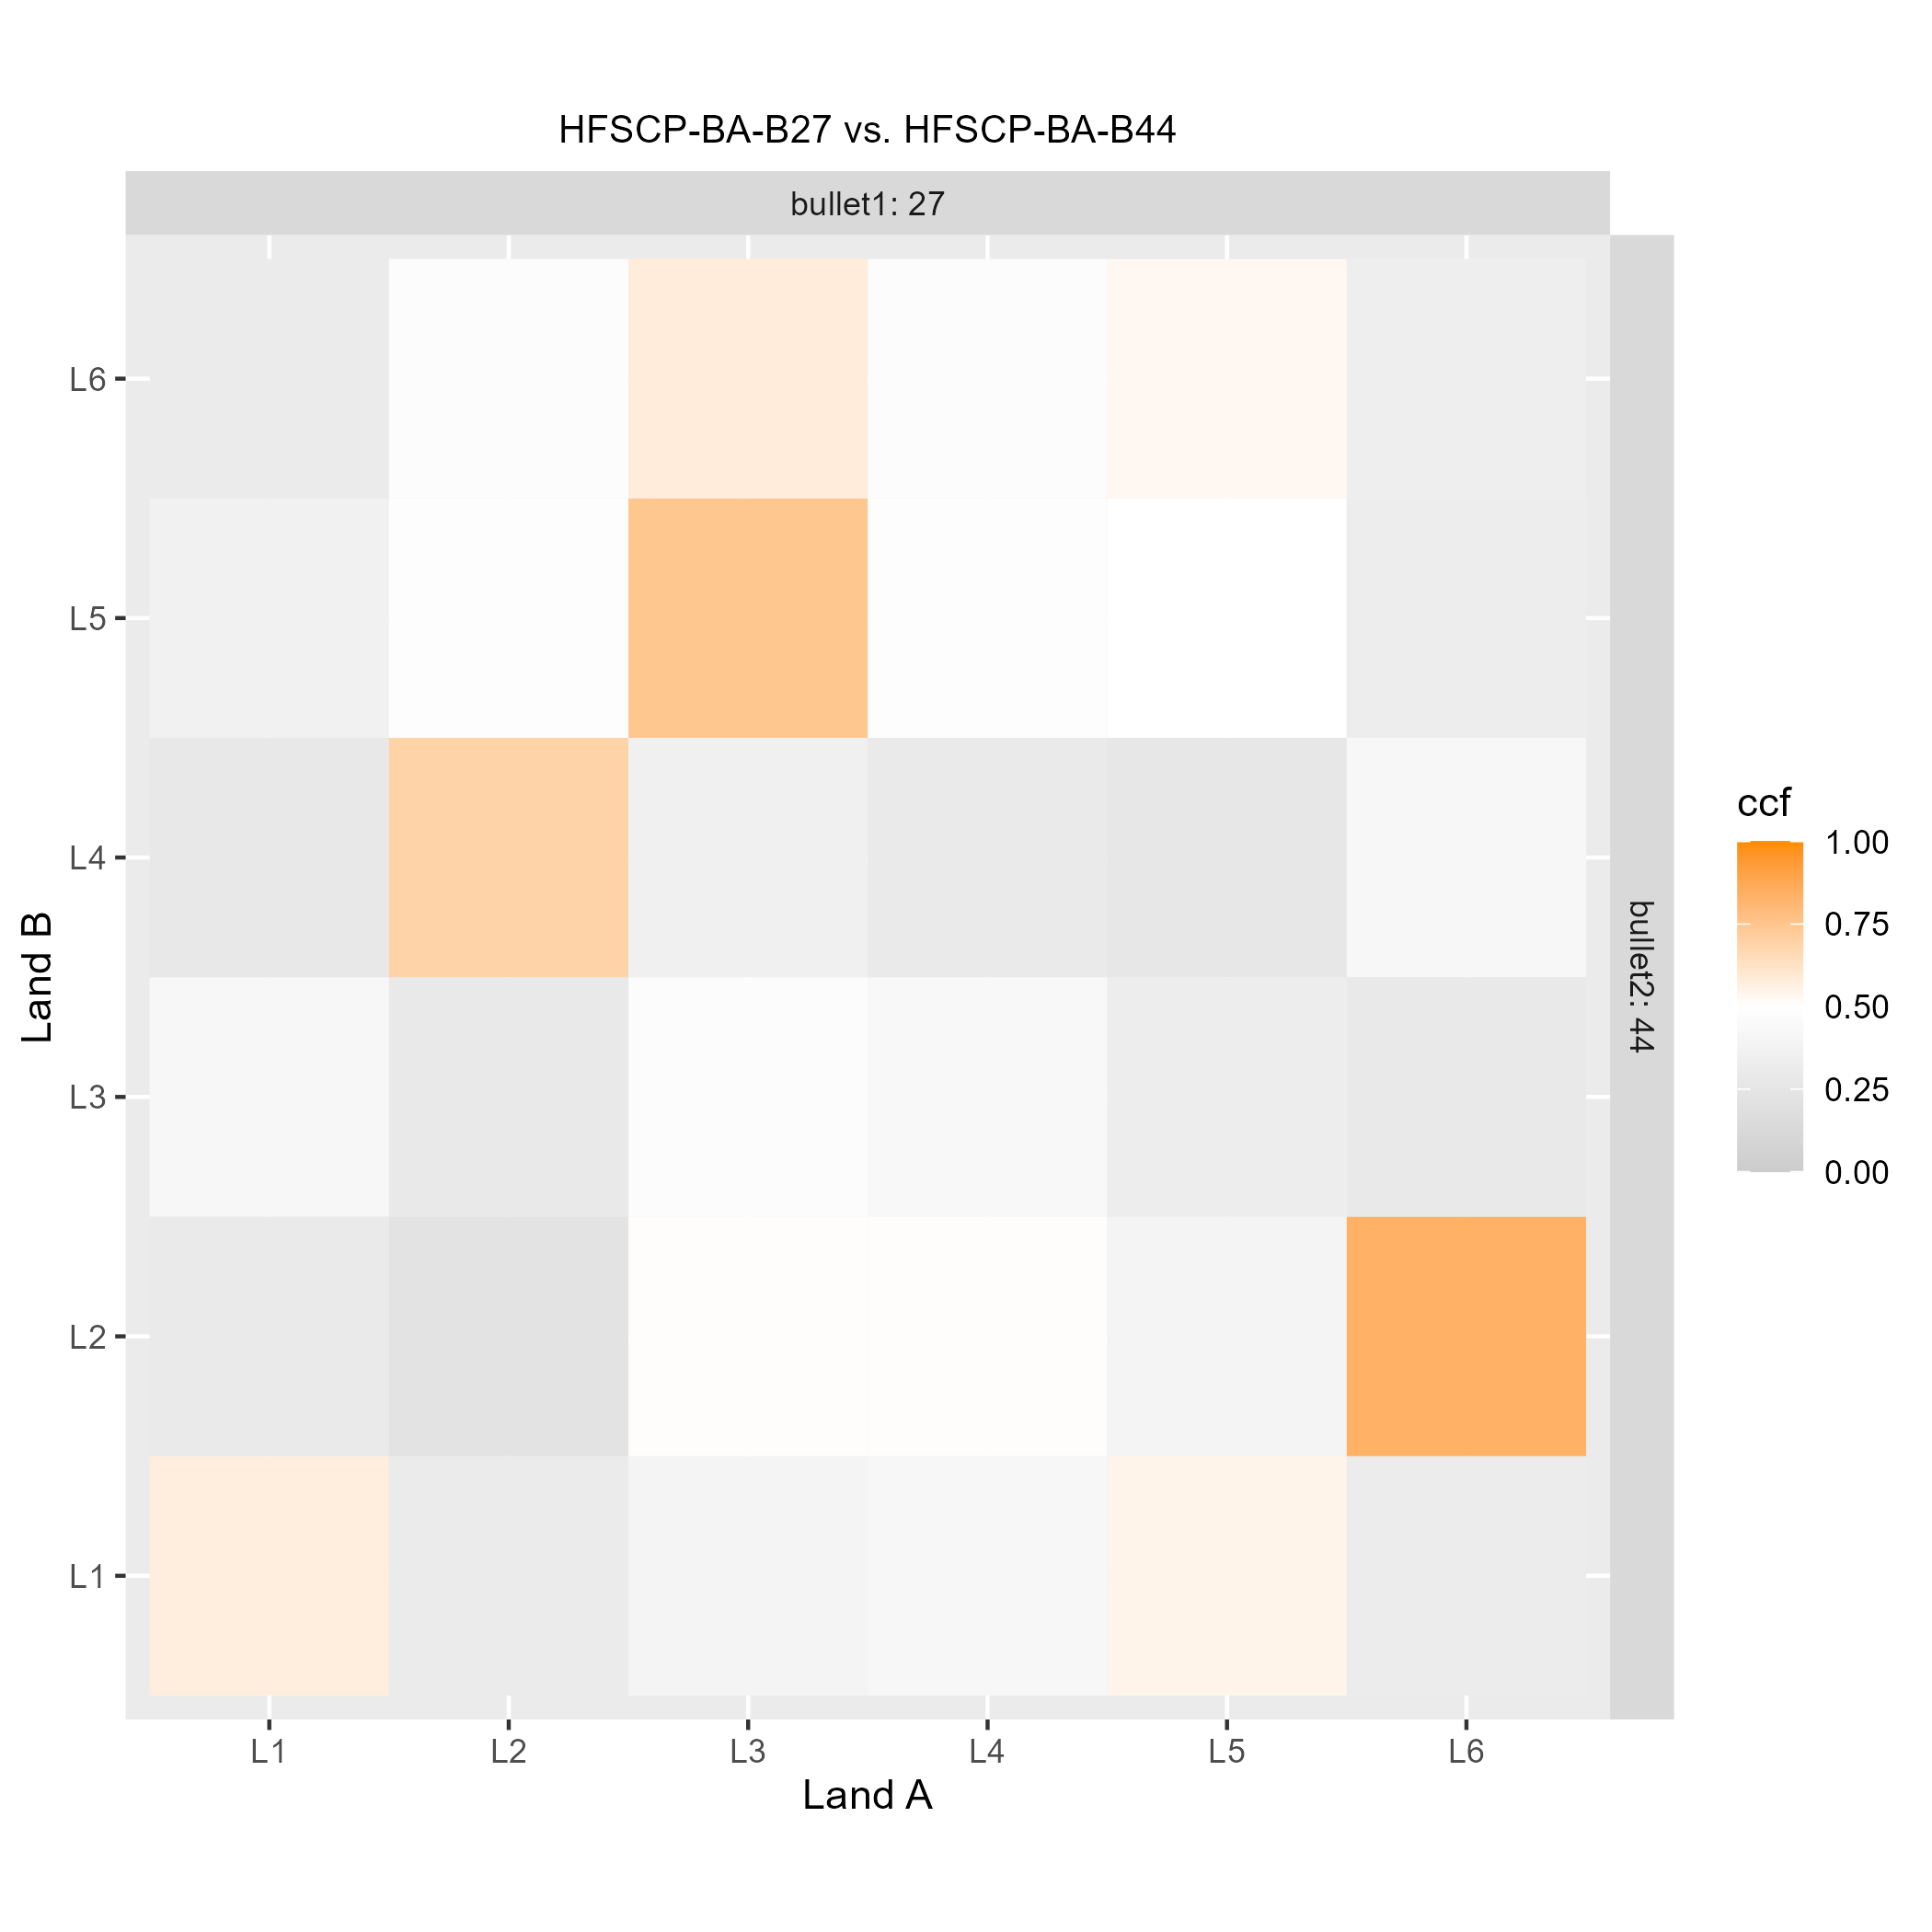 HFSCP-BA-B27 vs. HFSCP-BA-B44
bullet1: 27
L6
L5
L4
L3
L2
L1
Land B
bullet2: 44
ccf
1.00
0.75
0.50
0.25
0.00
L1
L2
L3
L4
L5
L6
Land A